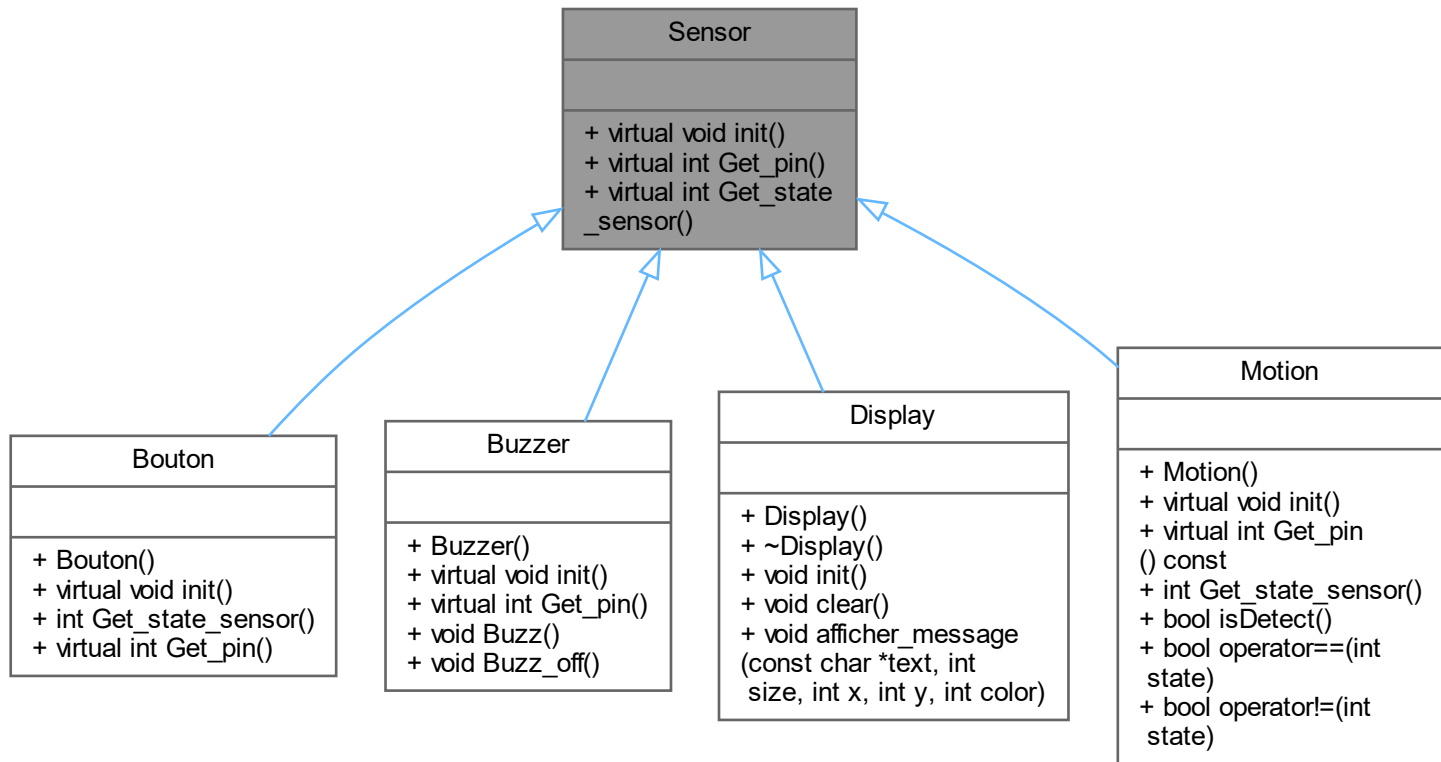 Sensor
+ virtual void init()
+ virtual int Get_pin()
+ virtual int Get_state
_sensor()
Bouton
+ Bouton()
+ virtual void init()
+ int Get_state_sensor()
+ virtual int Get_pin()
Buzzer
+ Buzzer()
+ virtual void init()
+ virtual int Get_pin()
+ void Buzz()
+ void Buzz_off()
Display
+ Display()
+ ~Display()
+ void init()
+ void clear()
+ void afficher_message
(const char *text, int
size, int x, int y, int color)
Motion
+ Motion()
+ virtual void init()
+ virtual int Get_pin
() const
+ int Get_state_sensor()
+ bool isDetect()
+ bool operator==(int
state)
+ bool operator!=(int
state)